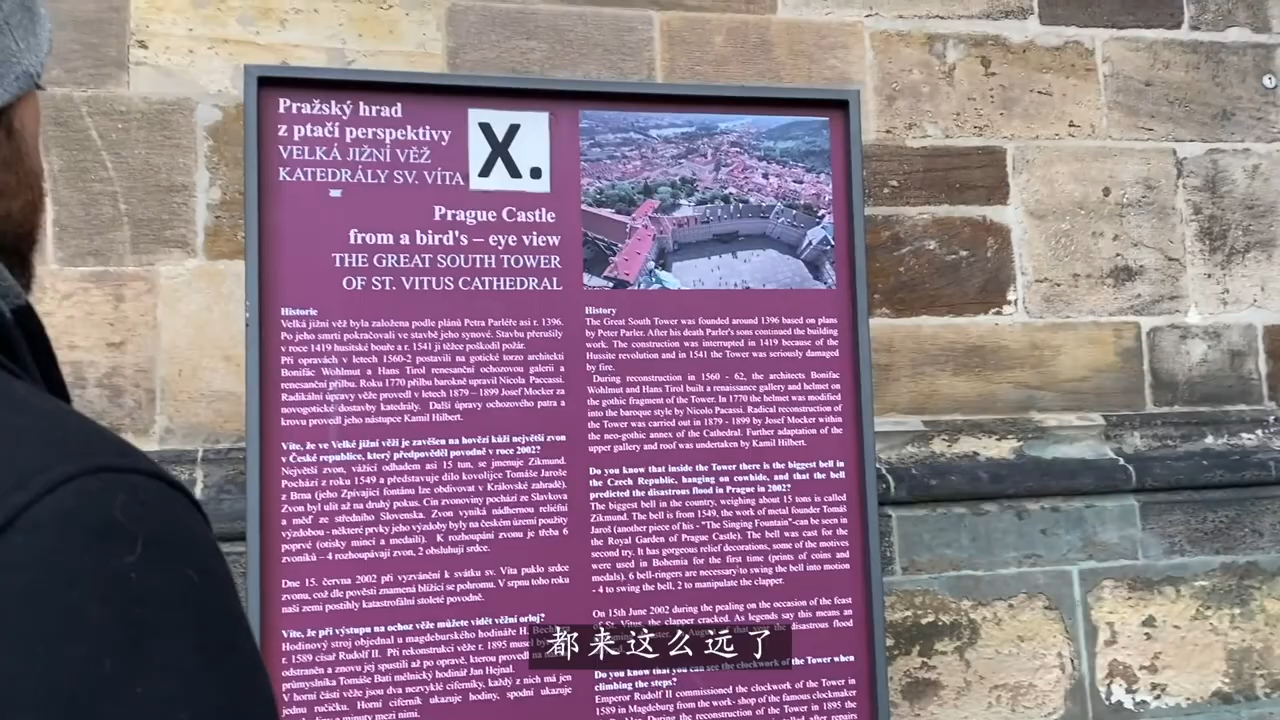 Pražský hrad
z ptačí perspektivy
VELKÁ JIŽNÍ VĚŽ
KATEDRÁLY SV. VÍTA
X.
Prague Castle
from a bird's – eye view
THE GREAT SOUTH TOWER
OF ST. VITUS CATHEDRAL
Historie
Velká jižní věž byla založena podle plánů Petra Parléře asi r. 1396.
Po jeho smrti pokračovali ve stavbě jeho synové. Stavbu přerušily
v roce 1419 husitské bouře a r. 1541 ji těžce poškodil požár.
Při opravách v letech 1560-2 postavili na gotické torzo architekti
Bonifác Wohlmut a Hans Tirol renesanční ochozovou galerii a
renesanční přilbu. Roku 1770 přilbu barokně upravil Nicola Paccassi.
Radikální úpravy věže provedl v letech 1879 – 1899 Josef Mocker za
novogotické dostavby katedrály. Další úpravy ochozového patra a
krovu provedl jeho nástupce Kamil Hilbert.
Víte, že ve Velké jižní věži je zavěšen na hovězí kůži největší zvon
v České republice, který předpověděl povodně v roce 2002?
Největší zvon, vážící odhadem asi 15 tun, se jmenuje Zikmund.
Pochází z roku 1549 a představuje dílo kovolijce Tomáše Jaroše
z Brna (jeho Zpívající fontánu lze obdivovat v Královské zahradě).
Zvon byl ulit až na druhý pokus. Cín zvonoviny pochází ze Slavkova
a měď ze středního Slovenska. Zvon vyniká nádhernou reliéfní
výzdobou - některé prvky jeho výzdoby byly na českém území použity
poprvé (otisky mincí a medailí). K rozhoupání zvonu je třeba 6
zvoníků – 4 rozhoupávají zvon, 2 obsluhují srdce.
Dne 15. června 2002 při vyzvánění k svátku sv. Víta puklo srdce
zvonu, což dle pověsti znamená blížící se pohromu. V srpnu toho roku
naši zemi postihly katastrofální stoleté povodně.
Víte, že při výstupu na ochoz věže můžete vidět věžní orloj?
Hodinový stroj objednal u magdeburského hodináře H.
r. 1589 císař Rudolf II. Při rekonstrukci věže r. 1895 musel
odstraněn a znovu jej spustili až po opravě, kterou provedl na
průmyslníka Tomáše Bati mělnický hodinář Jan Hejnal.
V horní části věže jsou dva nezvyklé ciferníky, každý z nich má jen
jednu ručičku. Horní ciferník ukazuje hodiny, spodní ukazuje
minuty mezi nimi.
History
The Great South Tower was founded around 1396 based on plans
by Peter Parler. After his death Parler's sons continued the building
work. The construction was interrupted in 1419 because of the
Hussite revolution and in 1541 the Tower was seriously damaged
by fire.
During reconstruction in 1560 - 62, the architects Bonifac
Wohlmut and Hans Tirol built a renaissance gallery and helmet on
the gothic fragment of the Tower. In 1770 the helmet was modified
into the baroque style by Nicolo Pacassi. Radical reconstruction of
the Tower was carried out in 1879 - 1899 by Josef Mocker within
the neo-gothic annex of the Cathedral. Further adaptation of the
upper gallery and roof was undertaken by Kamil Hilbert.
Do you know that inside the Tower there is the biggest bell in
the Czech Republic, hanging on cowhide, and that the bell
predicted the disastrous flood in Prague in 2002?
The biggest bell in the country, weighing about 15 tons is called
Zikmund. The bell is from 1549, the work of metal founder Tomáš
Jaroš (another piece of his - "The Singing Fountain"-can be seen in
the Royal Garden of Prague Castle). The bell was cast for the
second try. It has gorgeous relief decorations, some of the motives
were used in Bohemia for the first time (prints of coins and
medals). 6 bell-ringers are necessary to swing the bell into motion
- 4 to swing the bell, 2 to manipulate the clapper.
On 15th June 2002 during the pealing on the occasion of the feast
of St. Vitus, the clapper cracked. As legends say this means an
August of that year the disastrous flood
Do you know that you can see the clockwork of the Tower when
climbing the steps?
Emperor Rudolf II commissioned the clockwork of the Tower in
1589 in Magdeburg from the work- shop of the famous clockmaker
During the reconstruction of the Tower in 1895 the
after repairs
都来这么远了